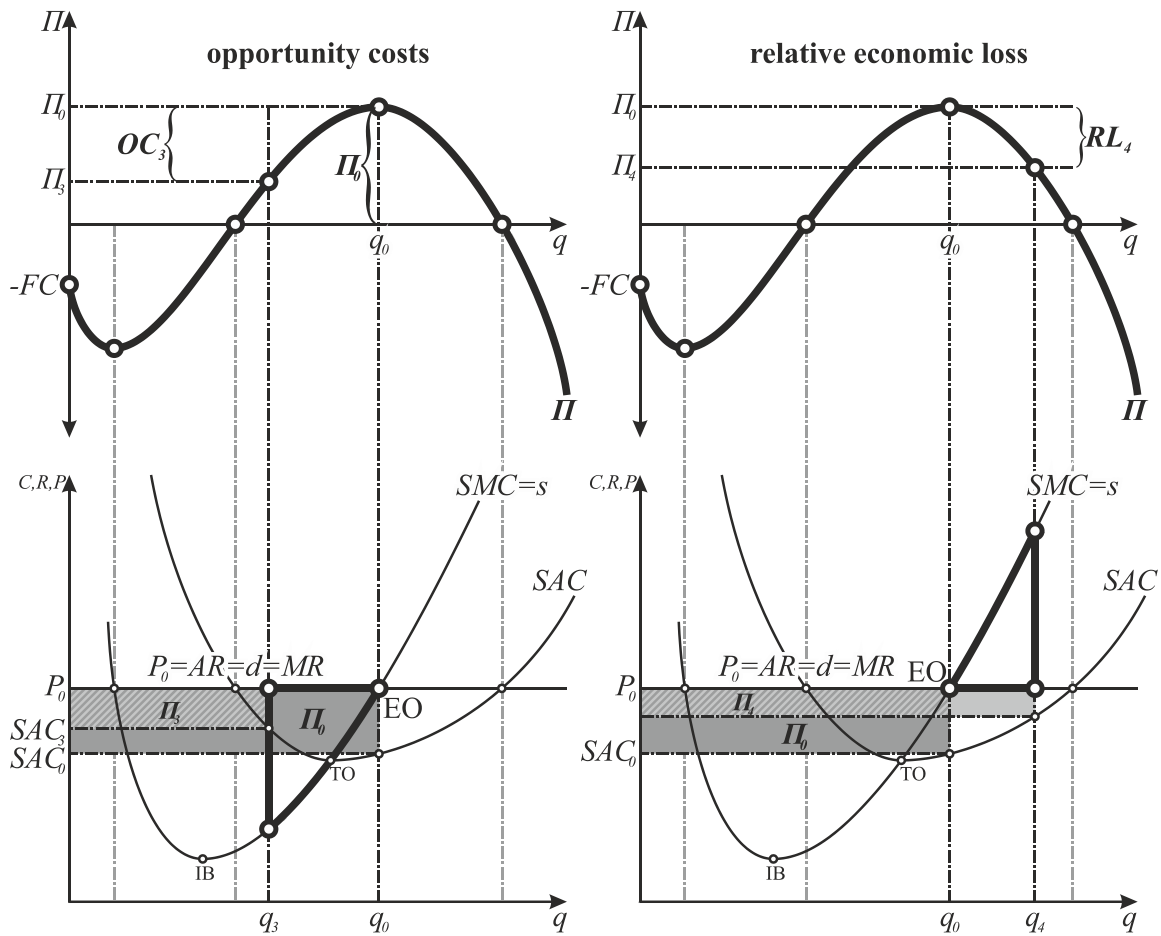 opportunity costs
Π
Π₀
OC₃
Π₀
Π₃
q₀
q
-FC
Π
C,R,P
SMC=s
SAC
P₀=AR=d=MR
P₀
EO
Π₃
Π₀
SAC₃
SAC₀
TO
IB
q₃
q₀
q
relative economic loss
Π
Π₀
RL₄
Π₄
q₀
q
-FC
Π
C,R,P
SMC=s
SAC
P₀=AR=d=MR
EO
P₀
Π₄
Π₀
SAC₀
TO
IB
q₀
q₄
q